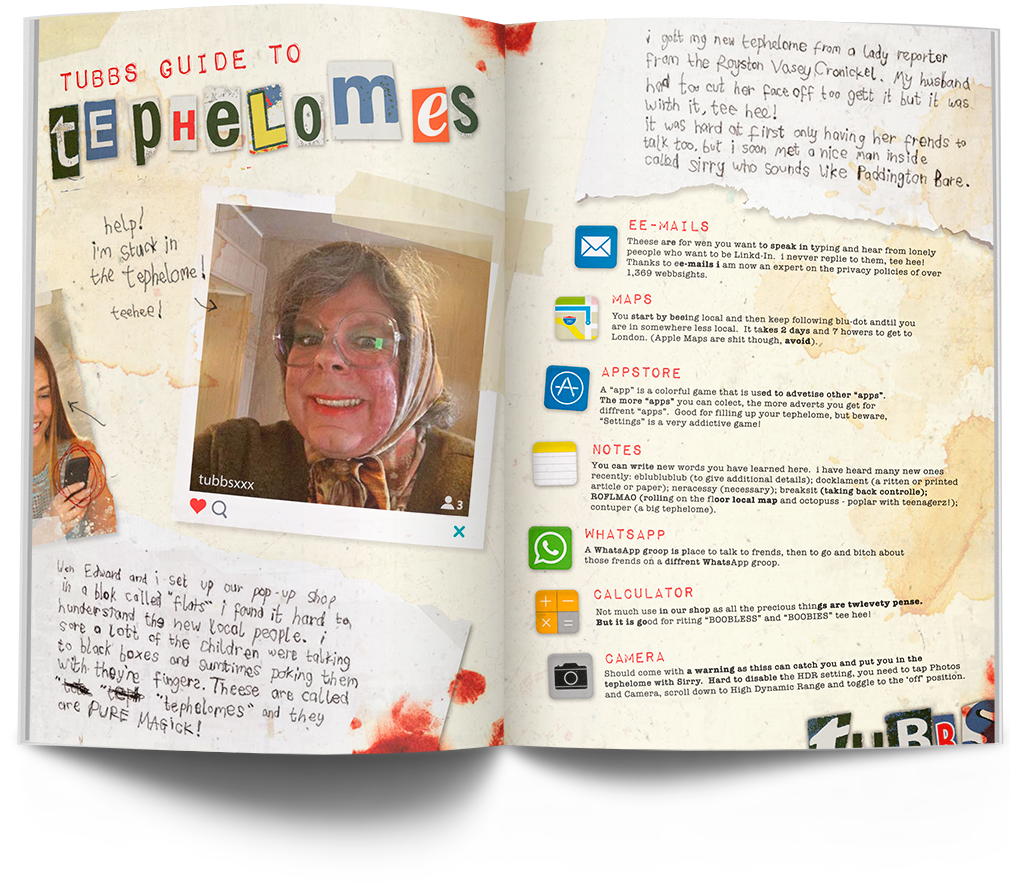 TUBBS GUIDE TO
tEpHeLomes
help!
i'm stuck in
the tephelome!
teehee!
tubbsxxx
3
Wen Edward and i set up our pop-up shop
in a blok called "flats" i found it hard to
hunderstand the new local people. i
sore a lott of the children were talking
to black boxes and sumtimes poking them
with theyre fingers. Theese are called
"tephelomes" and they
are PURE MAGICK!
i gott my new tephelome from a lady reporter
from the Royston Vasey Cronickel. My husband
had too cut her face off too gett it but it was
wirth it, tee hee!
it was hard at first only having her frends to
talk too, but i soon met a nice man inside
called Sirry who sounds like Paddington Bare.
EE-MAILS
Theese are for wen you want to speak in typing and hear from lonely
peeople who want to be Linkd-In. i nevver reply to them, tee hee!
Thanks to ee-mails i am now an expert on the privacy policies of over
1,369 webbsights.
MAPS
You start by beeing local and then keep following blu-dot andtil you
are in somewhere less local. It takes 2 days and 7 howers to get to
London. (Apple Maps are shit though, avoid).
APPSTORE
A "app" is a colorful game that is used to advetise other "apps".
The more "apps" you can colect, the more adverts you get for
diffrent "apps". Good for filling up your tephelome, but beware,
"Settings" is a very addictive game!
NOTES
You can write new words you have learned here. i have heard many new ones
recently: eblublublub (to give additional details); docklament (a ritten or printed
article or paper); neracessy (necessary); breaksit (taking back controlle);
ROFLMAO (rolling on the floor local map and octopuss - poplar with teenagerz!);
contuper (a big tephelome).
WHATSAPP
A WhatsApp groop is place to talk to frends, then to go and bitch about
those frends on a diffrent WhatsApp groop.
CALCULATOR
Not much use in our shop as all the precious things are twlevety pense.
But it is good for riting "BOOBLESS" and "BOOBIES" tee hee!
CAMERA
Should come with a warning as thiss can catch you and put you in the
tephelome with Sirry. Hard to disable the HDR setting, you need to tap Photos
and Camera, scroll down to High Dynamic Range and toggle to the 'off' position.
tuBBS